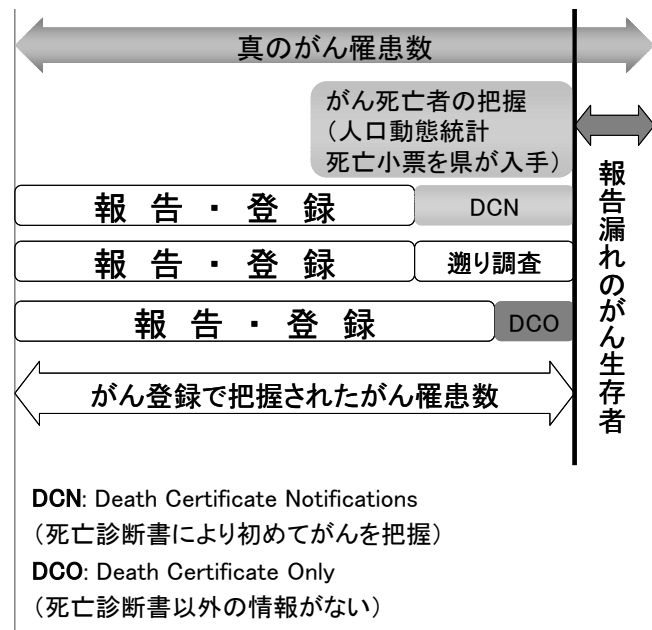 真のがん罹患数
がん死亡者の把握
（人口動態統計
死亡小票を県が入手）
報告・登録
DCN
報告・登録
遡り調査
報告・登録
DCO
がん登録で把握されたがん罹患数
報告漏れのがん生存者
DCN: Death Certificate Notifications
（死亡診断書により初めてがんを把握）
DCO: Death Certificate Only
（死亡診断書以外の情報がない）